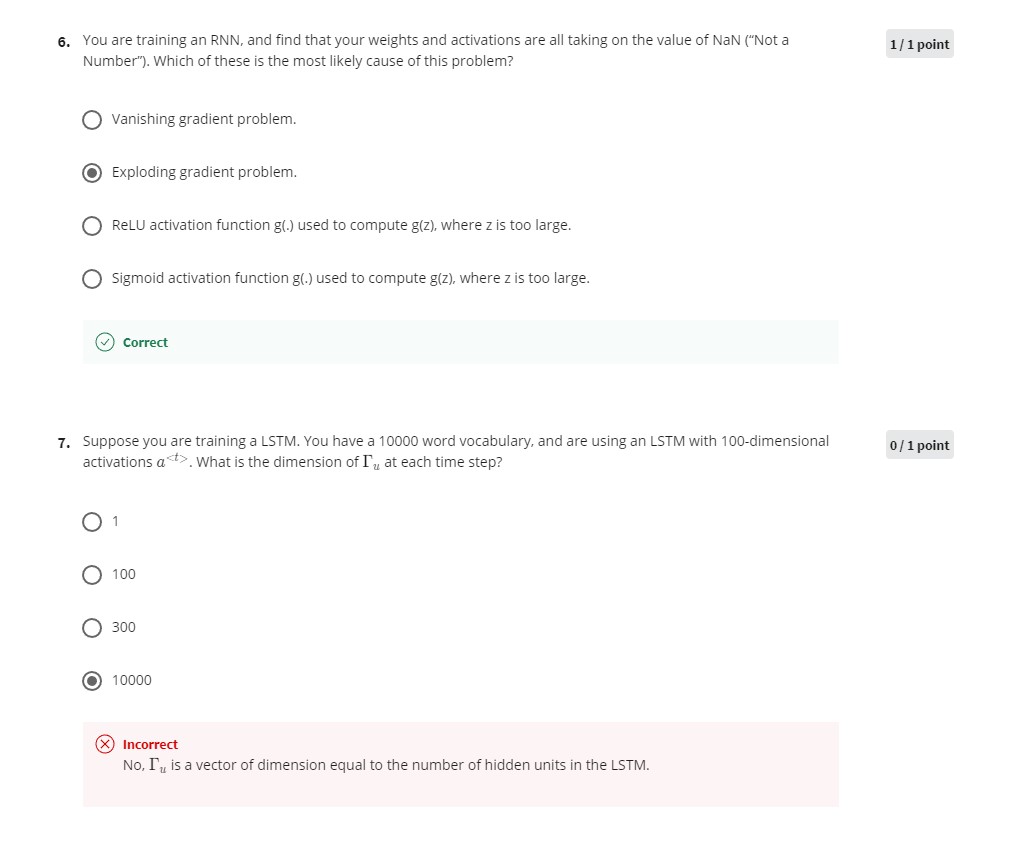 6. You are training an RNN, and find that your weights and activations are all taking on the value of NaN (“Not a
Number”). Which of these is the most likely cause of this problem?
1 / 1 point
Vanishing gradient problem.
Exploding gradient problem.
ReLU activation function g(.) used to compute g(z), where z is too large.
Sigmoid activation function g(.) used to compute g(z), where z is too large.
Correct
7. Suppose you are training a LSTM. You have a 10000 word vocabulary, and are using an LSTM with 100-dimensional
activations a<t>. What is the dimension of Γu at each time step?
0 / 1 point
1
100
300
10000
Incorrect
No, Γu is a vector of dimension equal to the number of hidden units in the LSTM.